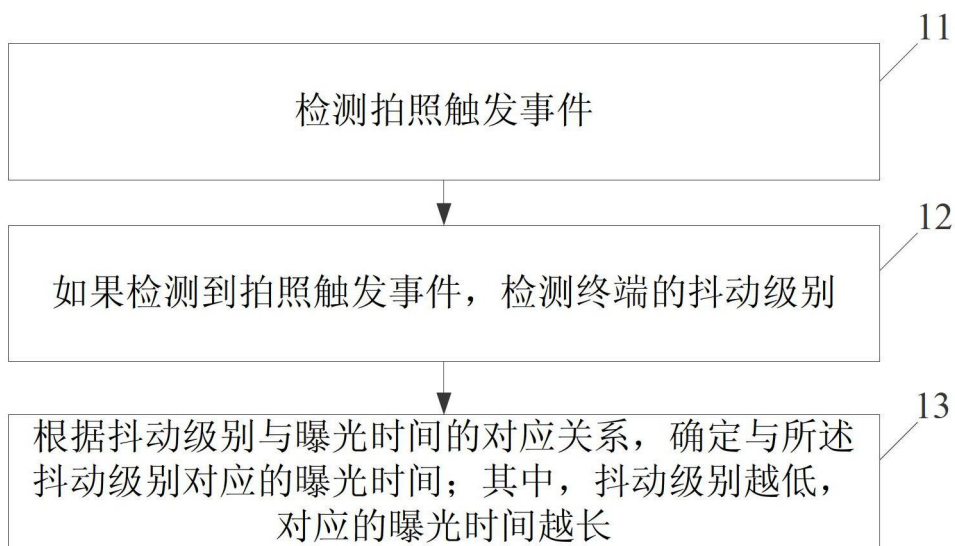 11
检测拍照触发事件
12
如果检测到拍照触发事件，检测终端的抖动级别
13
根据抖动级别与曝光时间的对应关系，确定与所述
抖动级别对应的曝光时间；其中，抖动级别越低，
对应的曝光时间越长